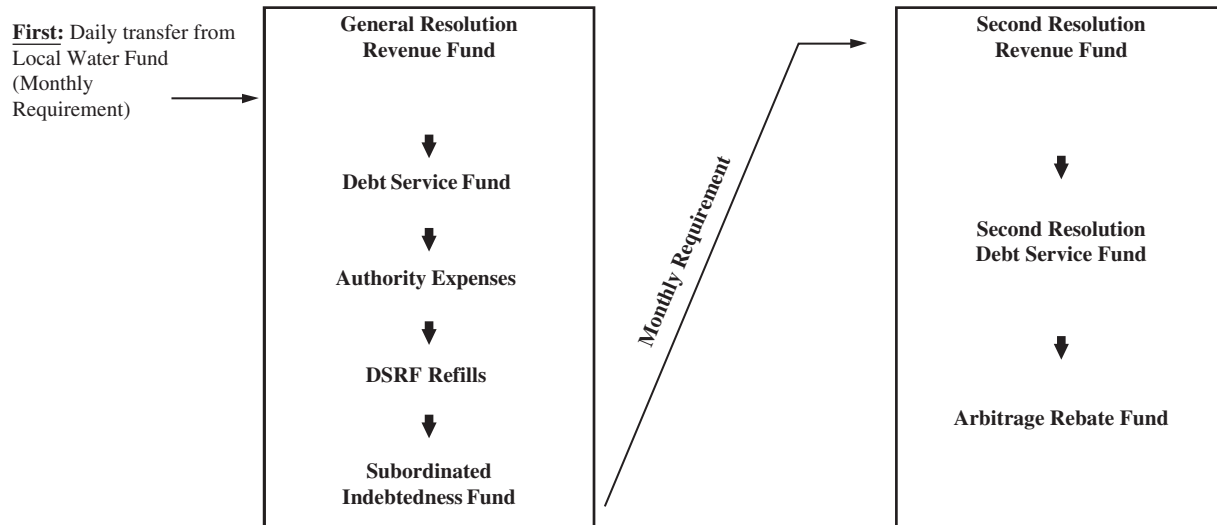 First: Daily transfer from
Local Water Fund
(Monthly
Requirement)
General Resolution
Revenue Fund
Debt Service Fund
Authority Expenses
DSRF Refills
Subordinated
Indebtedness Fund
Monthly Requirement
Second Resolution
Revenue Fund
Second Resolution
Debt Service Fund
Arbitrage Rebate Fund